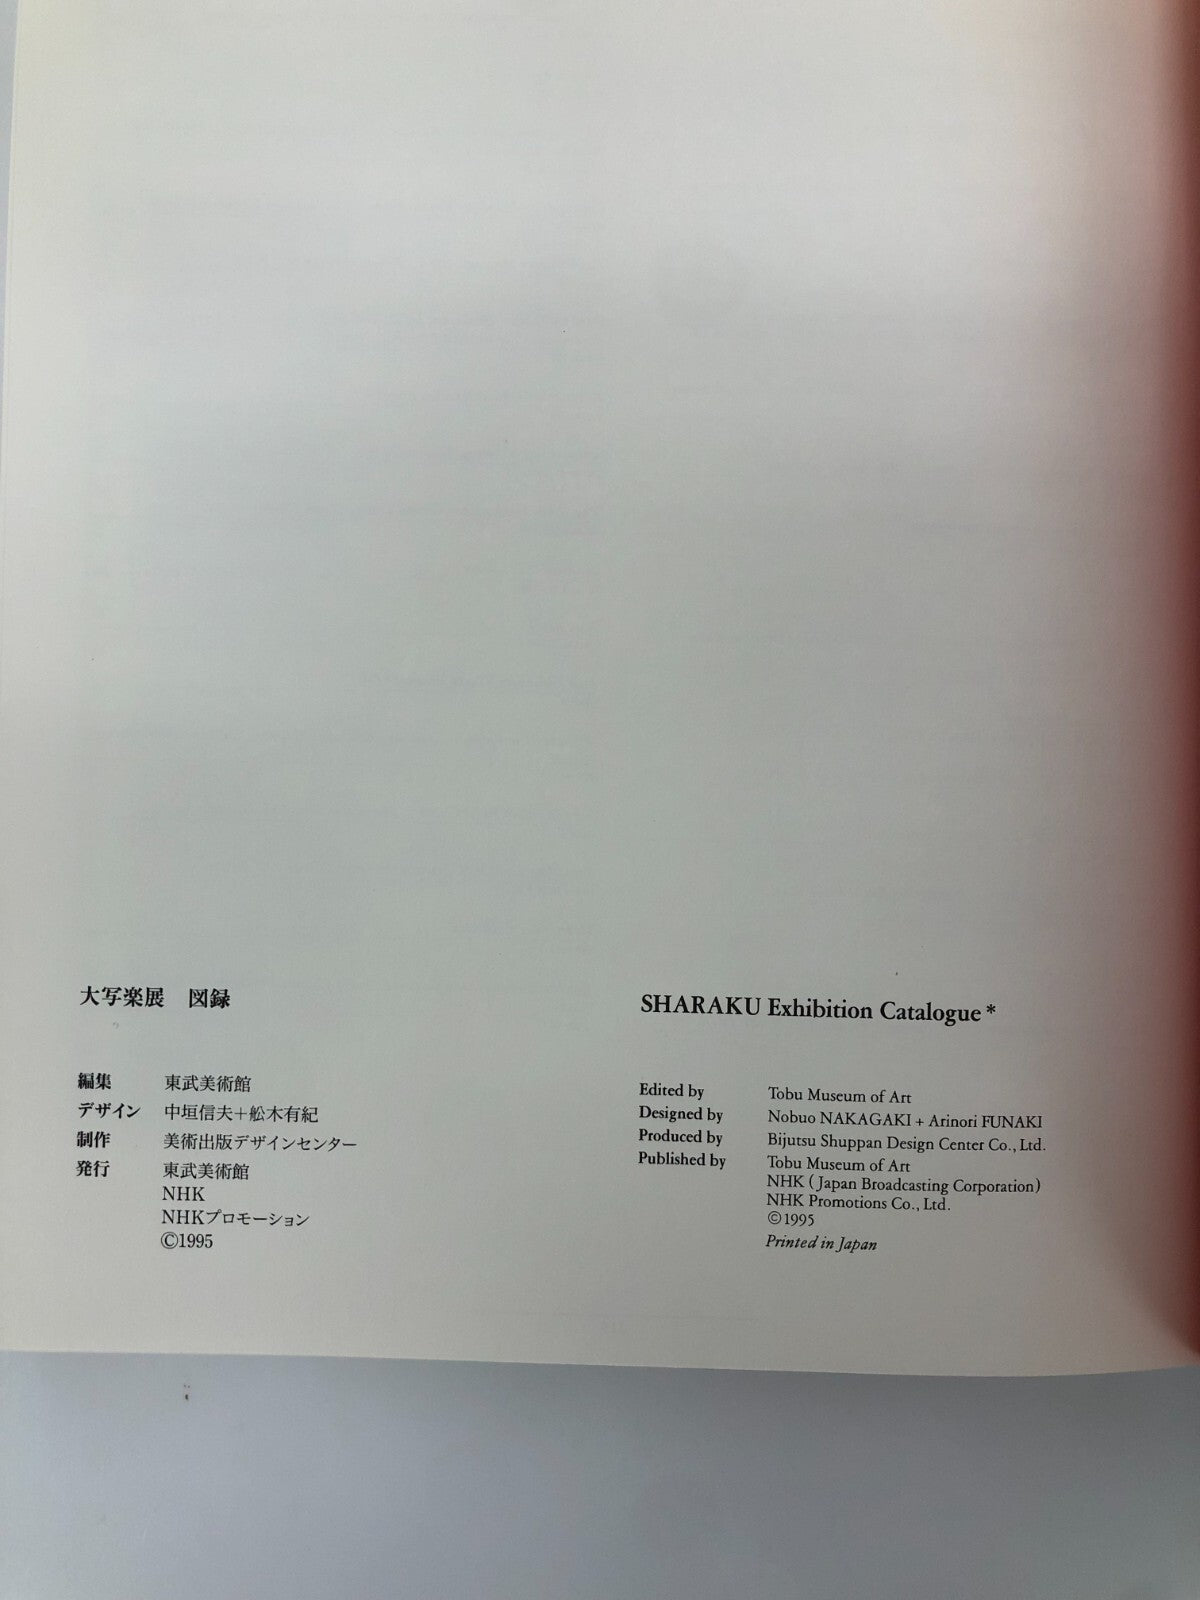 大写楽展　図録
編集　東武美術館
デザイン　中垣信夫＋舩木有紀
制作　美術出版デザインセンター
発行　東武美術館
NHK
NHKプロモーション
©1995
SHARAKU Exhibition Catalogue*
Edited by Tobu Museum of Art
Designed by Nobuo NAKAGAKI + Arinori FUNAKI
Produced by Bijutsu Shuppan Design Center Co., Ltd.
Published by Tobu Museum of Art
NHK (Japan Broadcasting Corporation)
NHK Promotions Co., Ltd.
©1995
Printed in Japan